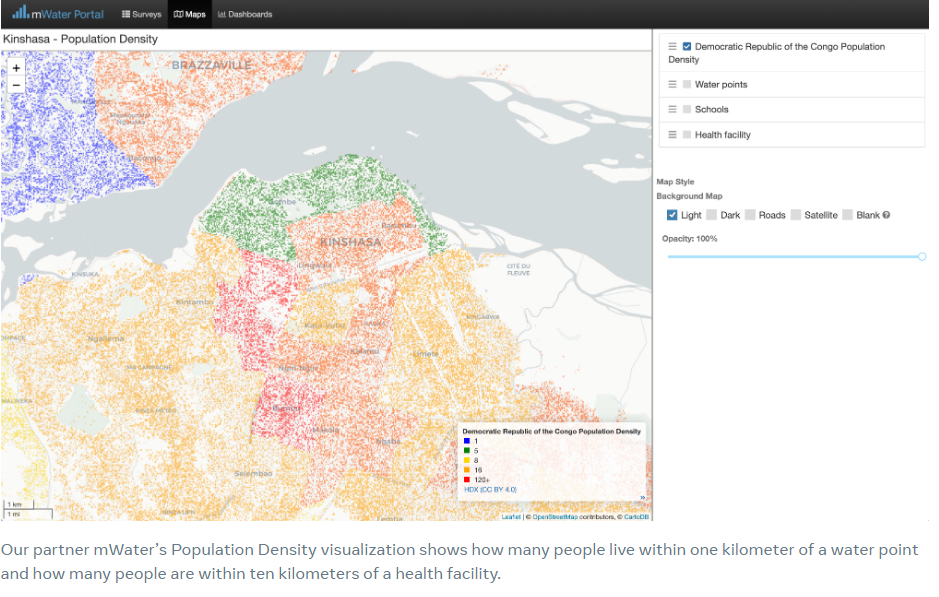 mWater Portal Surveys Maps Dashboards
Kinshasa - Population Density
+
−
BRAZZAVILLE
Gombe
KINSHASA
Lingwala
CITÉ DU
FLEUVE
KINSUKA
Kintambo
Ngaliema
Kasa-Vubu
Limete
Kalamu
Bumbu
Makala
Selembao
1 km
1 mi
Democratic Republic of the Congo Population Density
1
5
8
16
120+
HDX (CC BY 4.0)
»
Leaflet | © OpenStreetMap contributors, © CartoDB
Democratic Republic of the Congo Population
Density
Water points
Schools
Health facility
Map Style
Background Map
Light Dark Roads Satellite Blank
Opacity: 100%
Our partner mWater’s Population Density visualization shows how many people live within one kilometer of a water point
and how many people are within ten kilometers of a health facility.